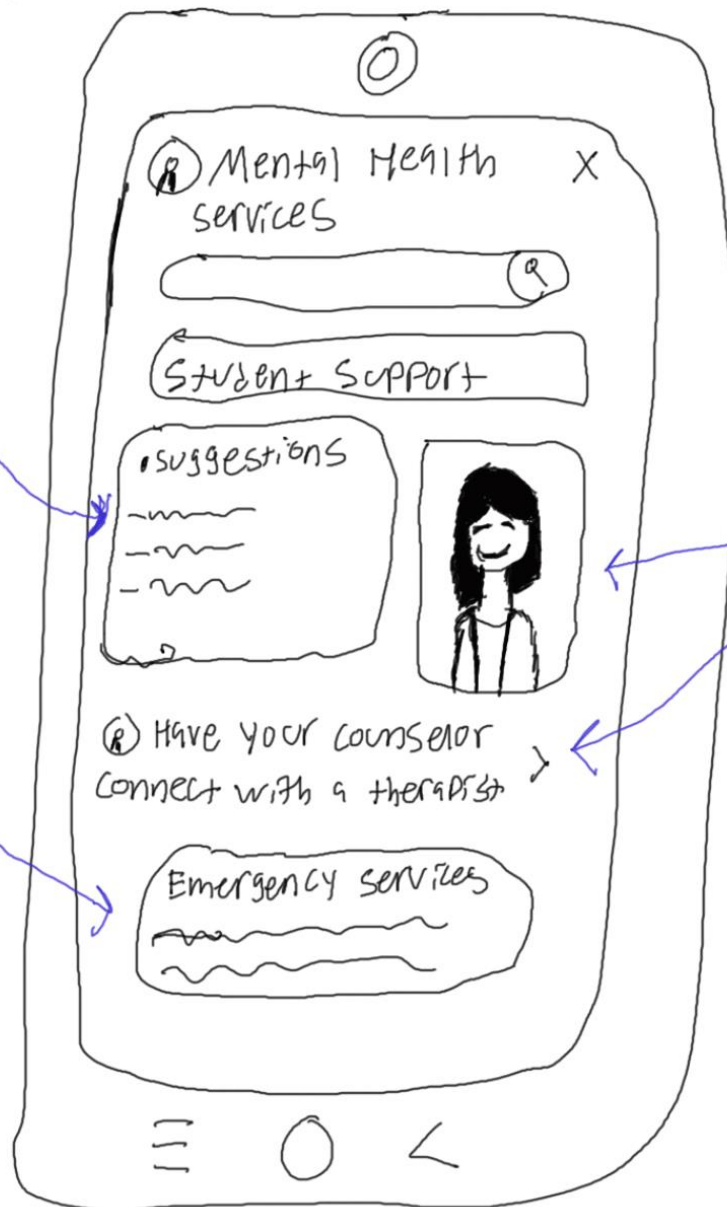 Mental Health
services
X
Student Support
• suggestions
Have your counselor
connect with a therapist
Emergency services